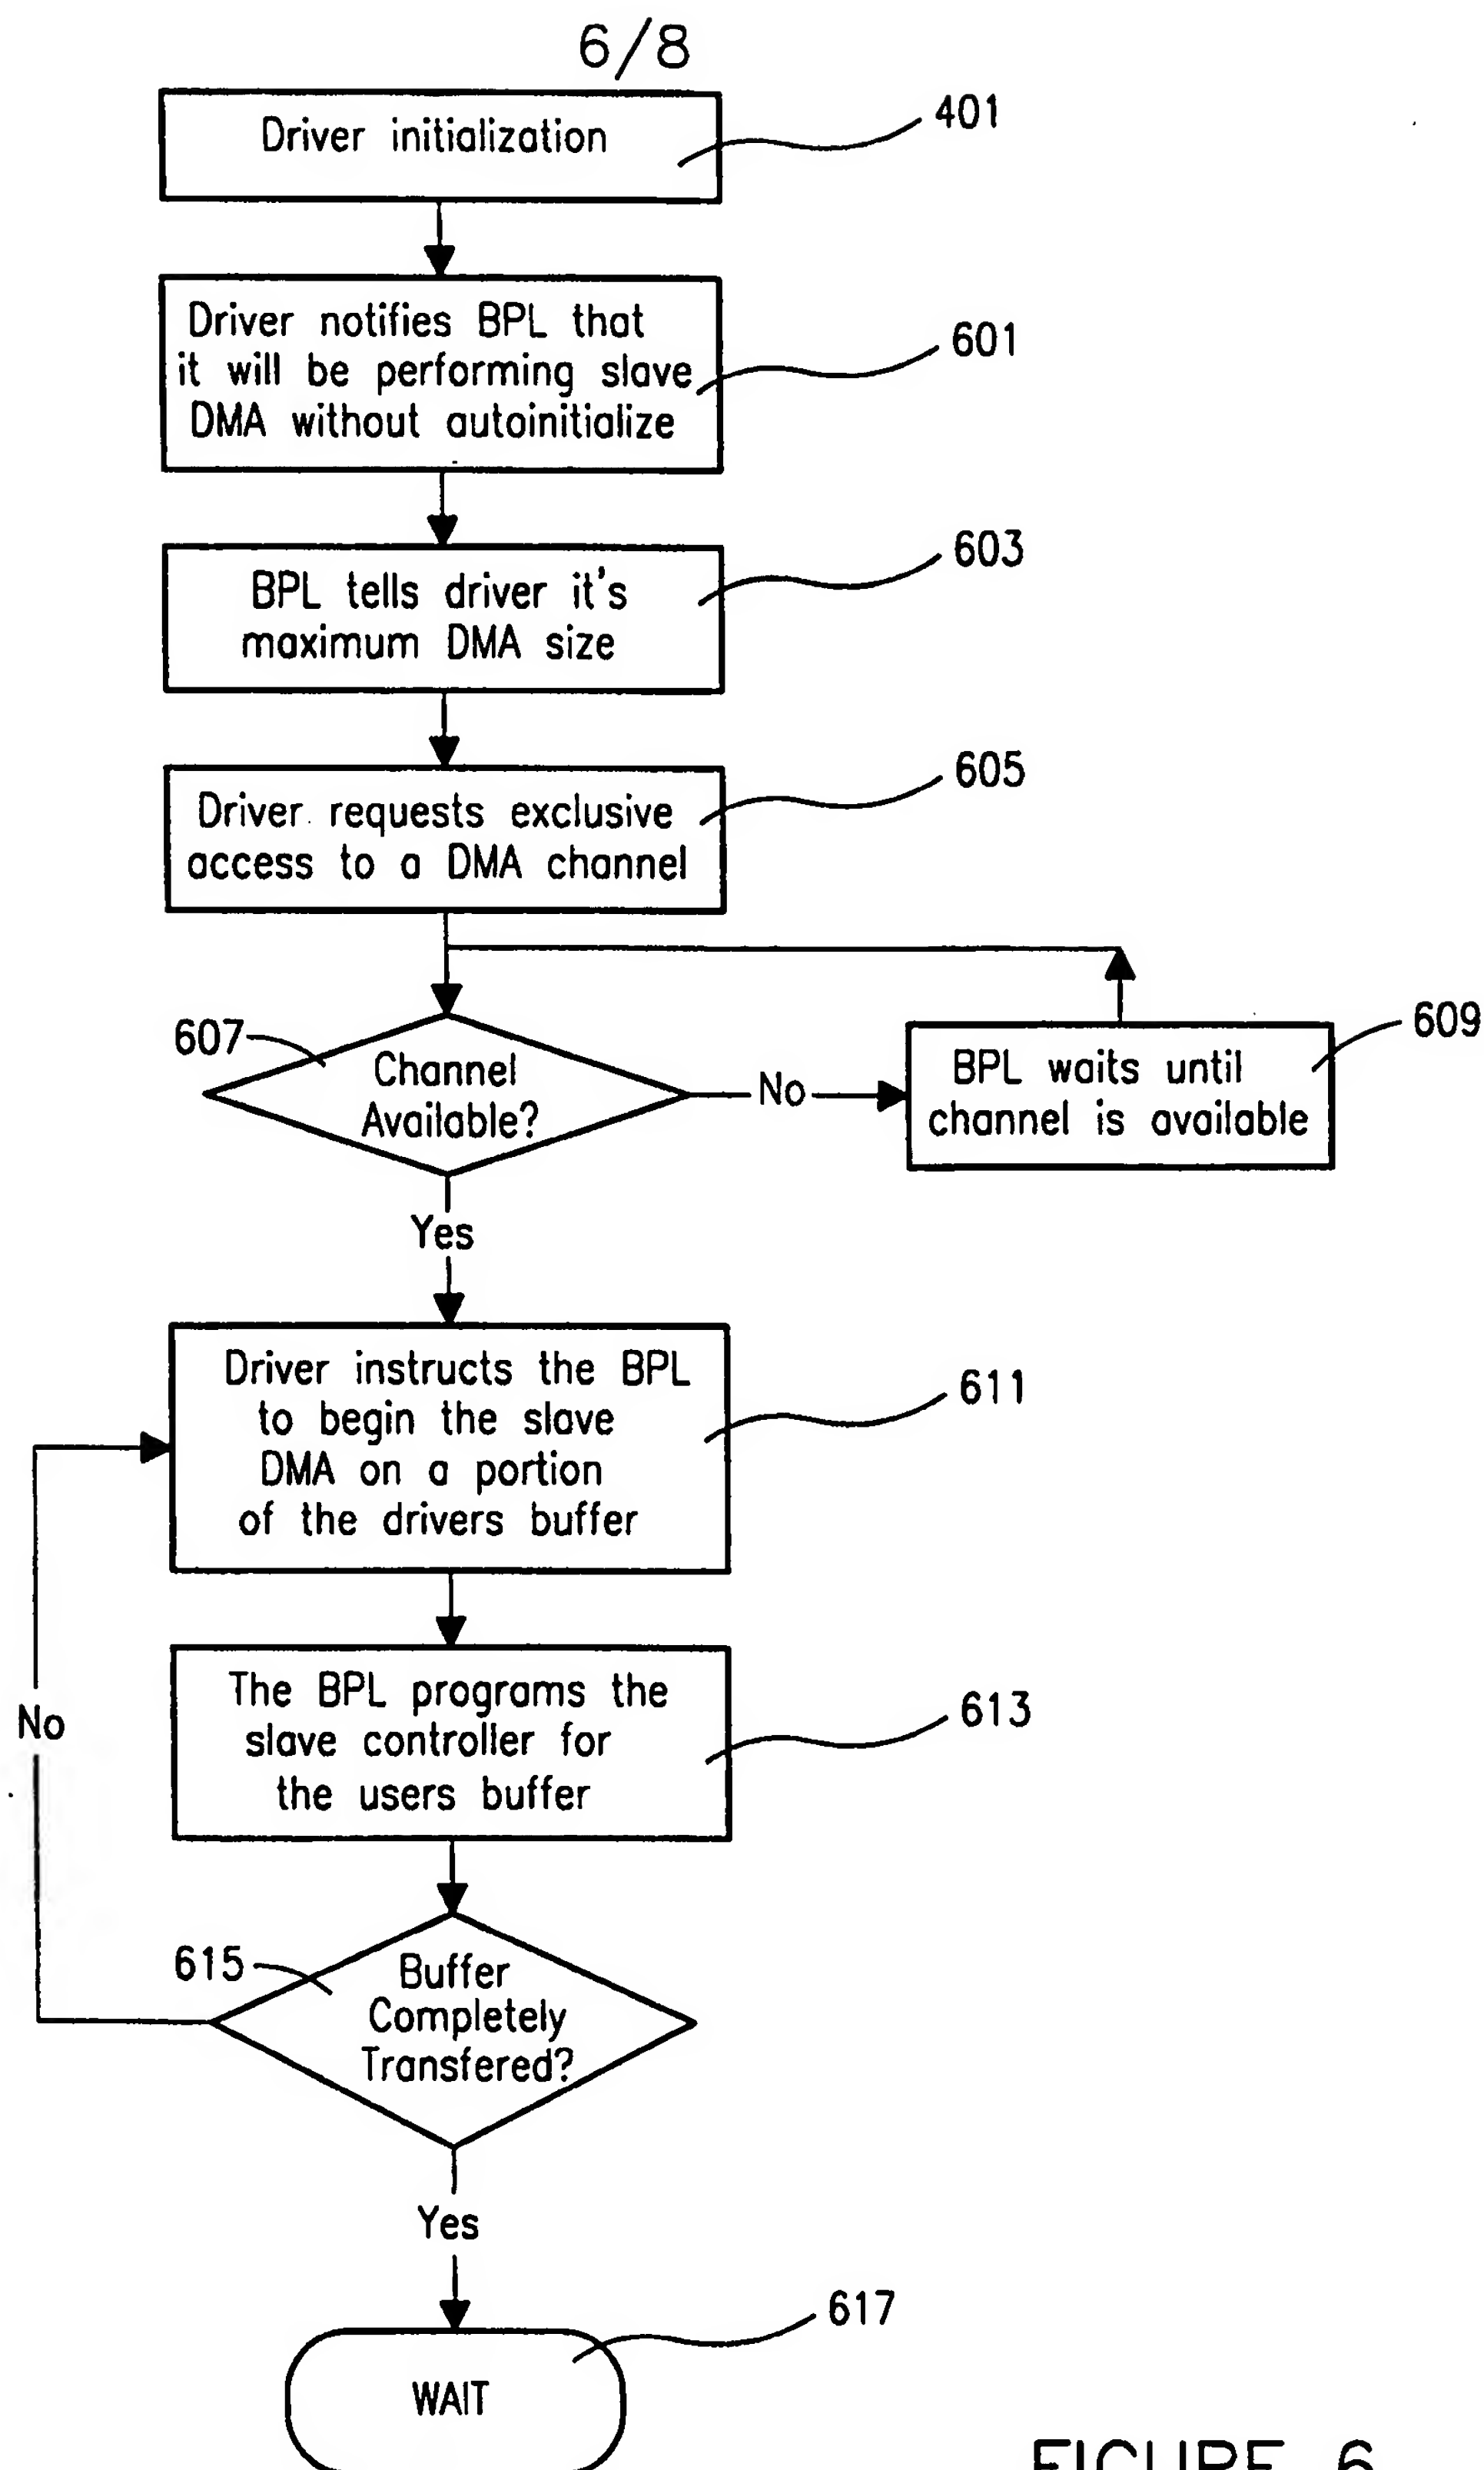 6/8
Driver initialization
401
Driver notifies BPL that
it will be performing slave
DMA without autoinitialize
601
BPL tells driver it's
maximum DMA size
603
Driver requests exclusive
access to a DMA channel
605
607
Channel
Available?
No
BPL waits until
channel is available
609
Yes
Driver instructs the BPL
to begin the slave
DMA on a portion
of the drivers buffer
611
The BPL programs the
slave controller for
the users buffer
613
No
615
Buffer
Completely
Transfered?
Yes
617
WAIT
FIGURE 6